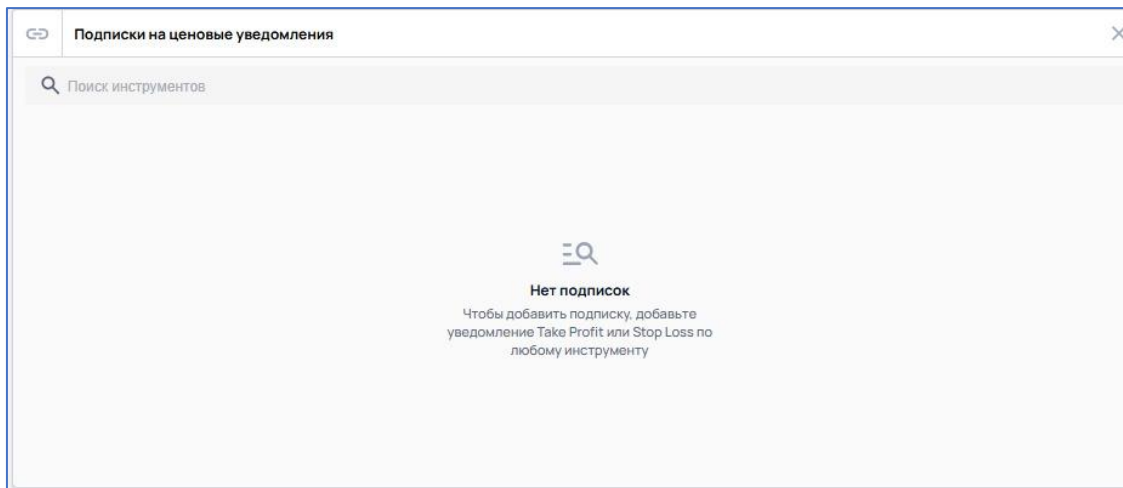 Подписки на ценовые уведомления
Поиск инструментов
Нет подписок
Чтобы добавить подписку, добавьте
уведомление Take Profit или Stop Loss по
любому инструменту